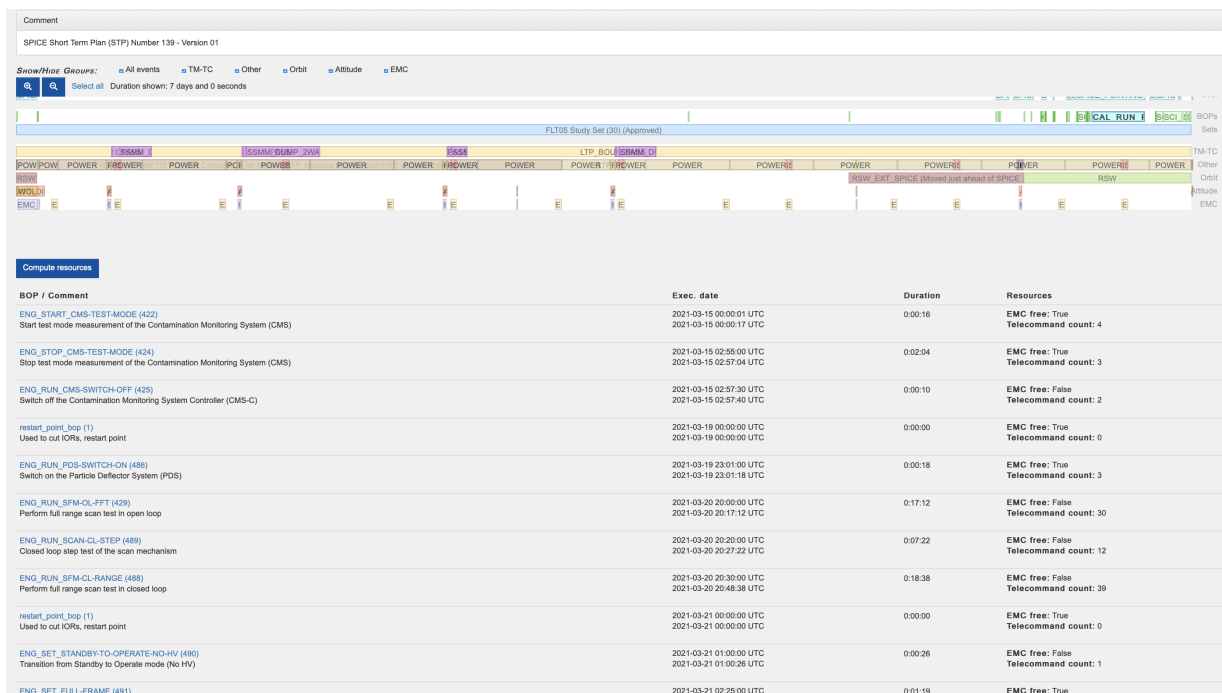 Comment
SPICE Short Term Plan (STP) Number 139 - Version 01
SHOW/HIDE GROUPS: All events TM-TC Other Orbit Attitude EMC
Select all Duration shown: 7 days and 0 seconds
CAL_RUN_F BOPs
FLT05 Study Set (30) (Approved) Sets
LTP_BOU TM-TC
POW POW POWER POWER POWER POWER POWER POWER POWER POWER POWER POWER POWER Other
RSW RSW_EXT_SPICE (Moved just ahead of SPICE RSW Orbit
Attitude
EMC E E E E E E E E E E E EMC
Compute resources
BOP / Comment Exec. date Duration Resources
ENG_START_CMS-TEST-MODE (422) 2021-03-15 00:00:01 UTC 0:00:16 EMC free: True
Start test mode measurement of the Contamination Monitoring System (CMS) 2021-03-15 00:00:17 UTC Telecommand count: 4
ENG_STOP_CMS-TEST-MODE (424) 2021-03-15 02:55:00 UTC 0:02:04 EMC free: True
Stop test mode measurement of the Contamination Monitoring System (CMS) 2021-03-15 02:57:04 UTC Telecommand count: 3
ENG_RUN_CMS-SWITCH-OFF (425) 2021-03-15 02:57:30 UTC 0:00:10 EMC free: False
Switch off the Contamination Monitoring System Controller (CMS-C) 2021-03-15 02:57:40 UTC Telecommand count: 2
restart_point_bop (1) 2021-03-19 00:00:00 UTC 0:00:00 EMC free: True
Used to cut IORs, restart point 2021-03-19 00:00:00 UTC Telecommand count: 0
ENG_RUN_PDS-SWITCH-ON (486) 2021-03-19 23:01:00 UTC 0:00:18 EMC free: True
Switch on the Particle Deflector System (PDS) 2021-03-19 23:01:18 UTC Telecommand count: 3
ENG_RUN_SFM-OL-FFT (429) 2021-03-20 20:00:00 UTC 0:17:12 EMC free: False
Perform full range scan test in open loop 2021-03-20 20:17:12 UTC Telecommand count: 30
ENG_RUN_SCAN-CL-STEP (489) 2021-03-20 20:20:00 UTC 0:07:22 EMC free: False
Closed loop step test of the scan mechanism 2021-03-20 20:27:22 UTC Telecommand count: 12
ENG_RUN_SFM-CL-RANGE (488) 2021-03-20 20:30:00 UTC 0:18:38 EMC free: False
Perform full range scan test in closed loop 2021-03-20 20:48:38 UTC Telecommand count: 39
restart_point_bop (1) 2021-03-21 00:00:00 UTC 0:00:00 EMC free: True
Used to cut IORs, restart point 2021-03-21 00:00:00 UTC Telecommand count: 0
ENG_SET_STANDBY-TO-OPERATE-NO-HV (490) 2021-03-21 01:00:00 UTC 0:00:26 EMC free: False
Transition from Standby to Operate mode (No HV) 2021-03-21 01:00:26 UTC Telecommand count: 1
ENG_SET_FULL-FRAME (491) 2021-03-21 02:25:00 UTC 0:01:19 EMC free: True